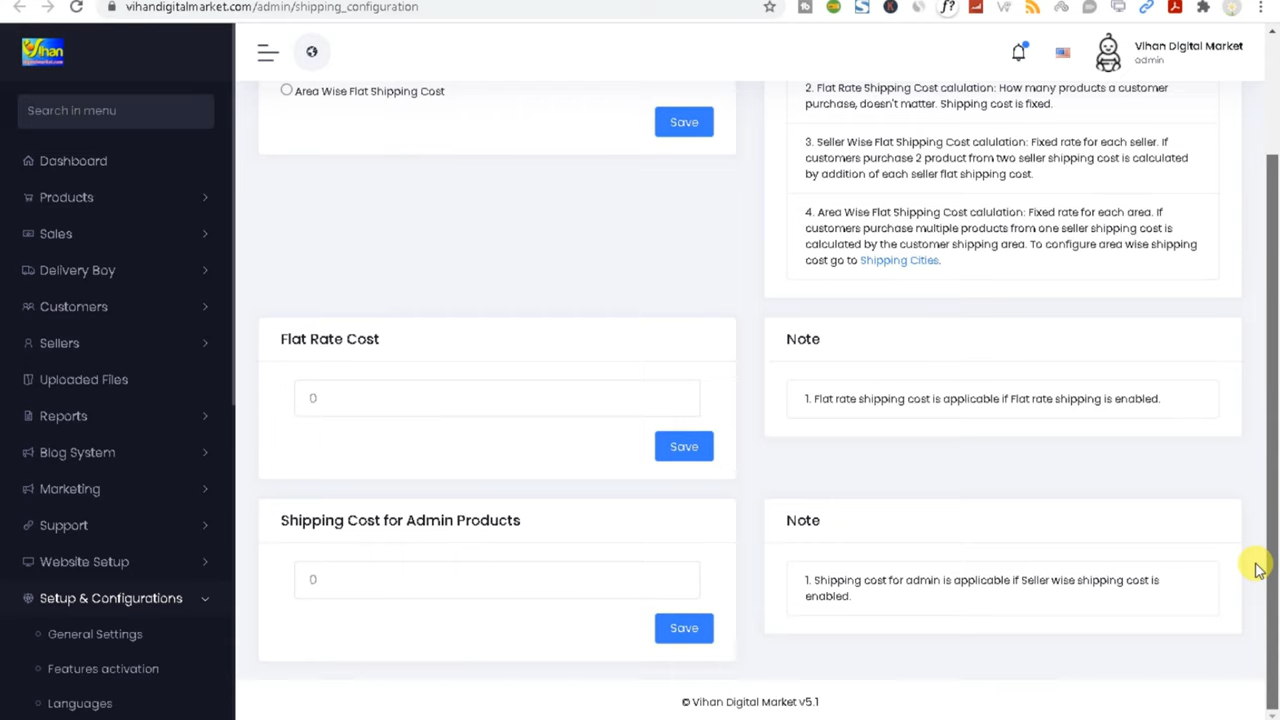 vihandigitalmarket.com/admin/shipping_configuration
Vihan
Search in menu
Dashboard
Products
Sales
Delivery Boy
Customers
Sellers
Uploaded Files
Reports
Blog System
Marketing
Support
Website Setup
Setup & Configurations
General Settings
Features activation
Languages
Vihan Digital Market
admin
Area Wise Flat Shipping Cost
Save
2. Flat Rate Shipping Cost calulation: How many products a customer
purchase, doesn't matter. Shipping cost is fixed.
3. Seller Wise Flat Shipping Cost calulation: Fixed rate for each seller. If
customers purchase 2 product from two seller shipping cost is calculated
by addition of each seller flat shipping cost.
4. Area Wise Flat Shipping Cost calulation: Fixed rate for each area. If
customers purchase multiple products from one seller shipping cost is
calculated by the customer shipping area. To configure area wise shipping
cost go to Shipping Cities.
Flat Rate Cost
0
Save
Note
1. Flat rate shipping cost is applicable if Flat rate shipping is enabled.
Shipping Cost for Admin Products
0
Save
Note
1. Shipping cost for admin is applicable if Seller wise shipping cost is
enabled.
© Vihan Digital Market v5.1